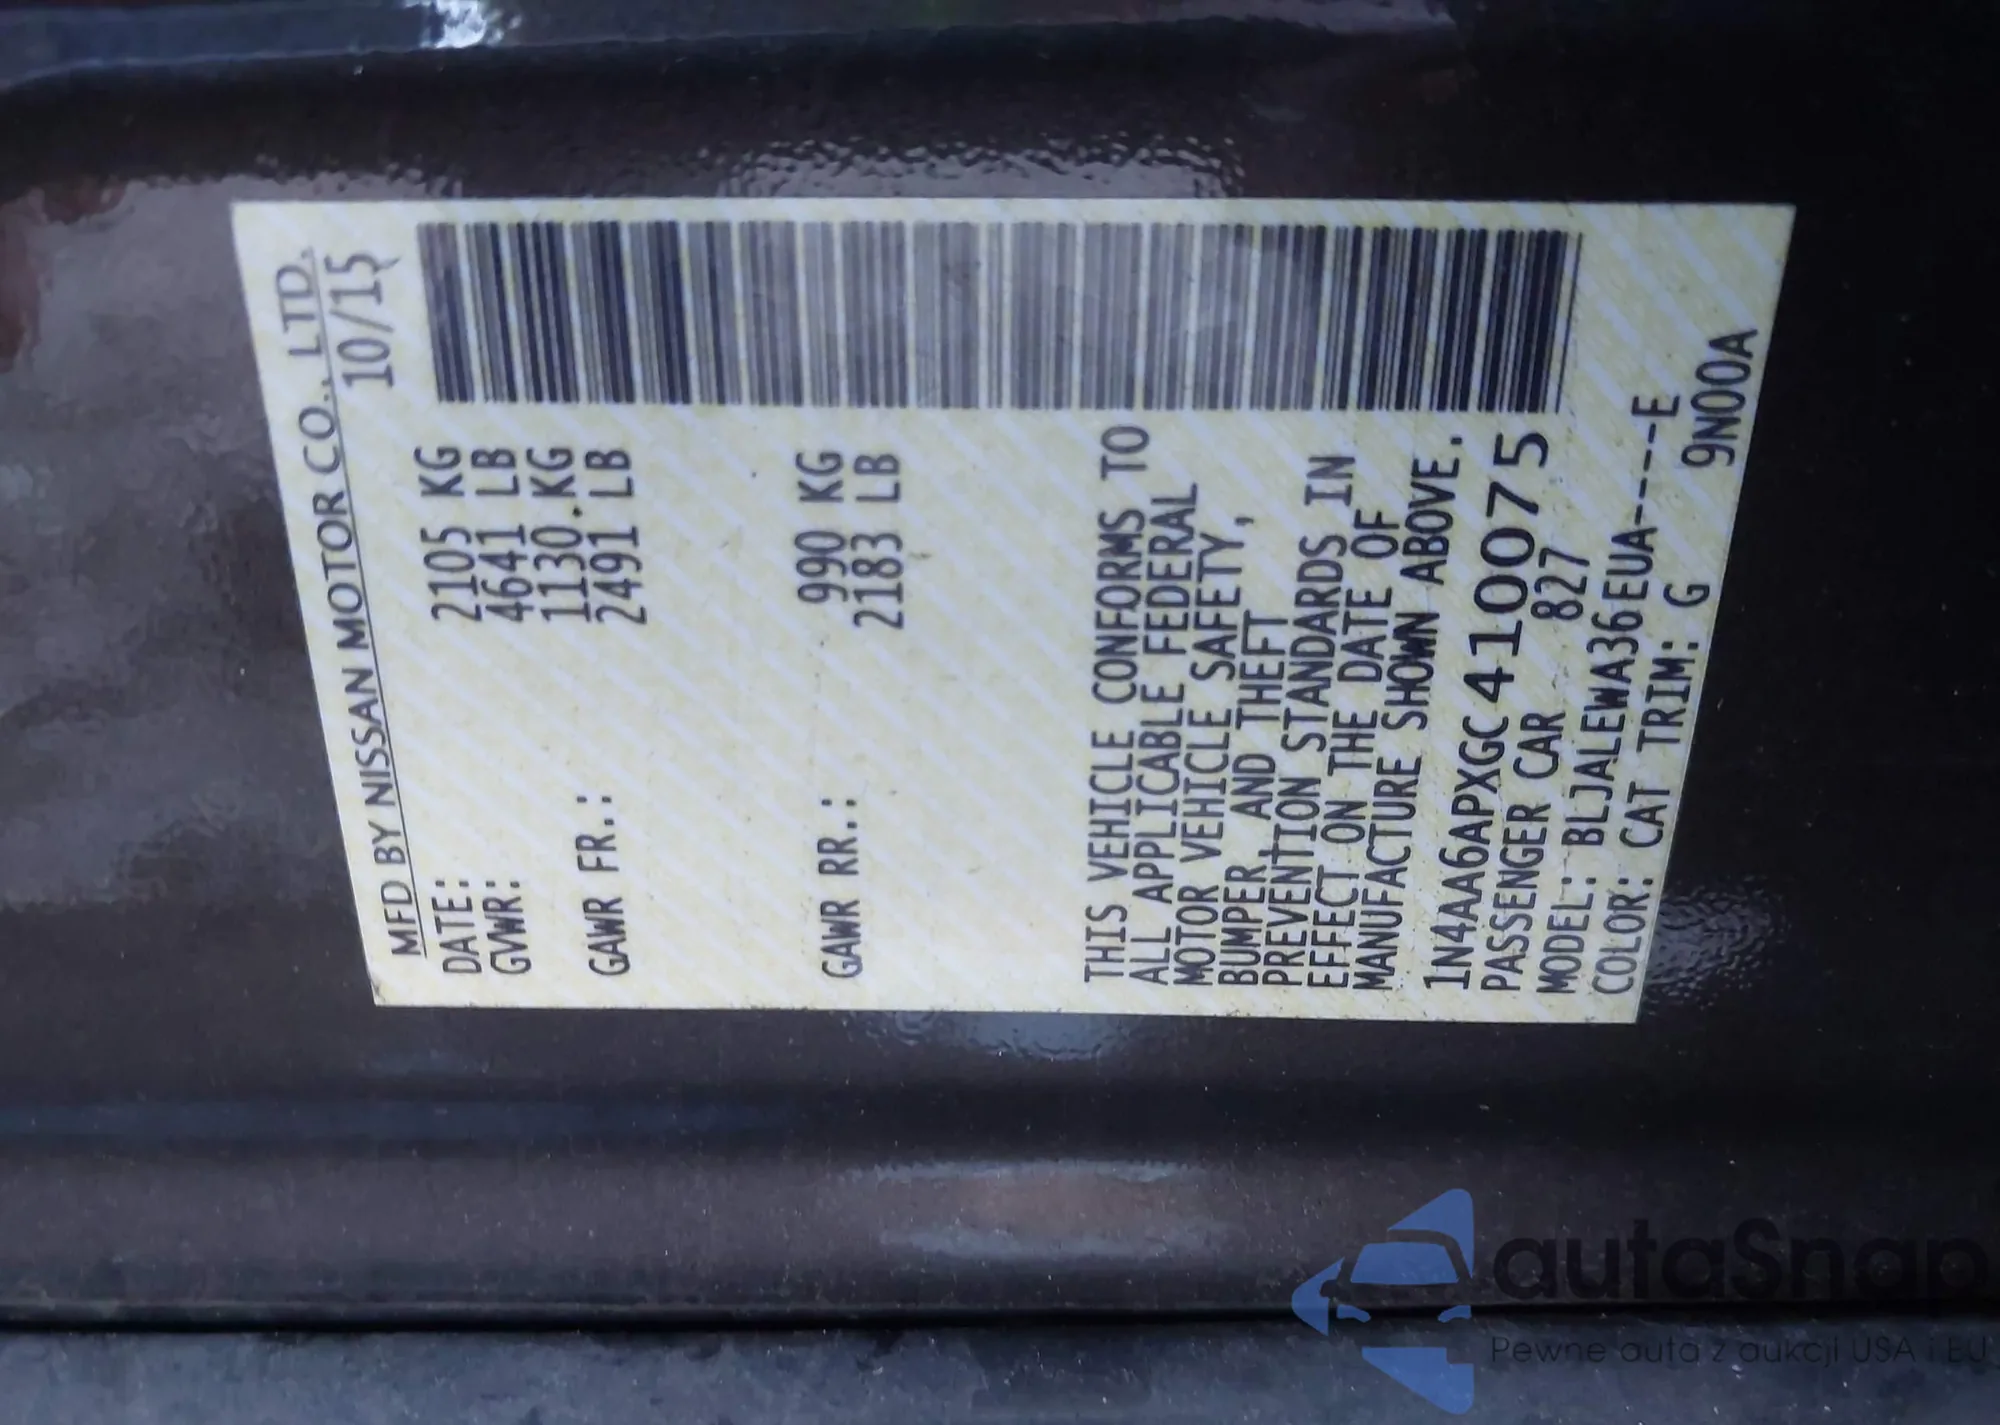 MFD BY NISSAN MOTOR CO., LTD.
DATE: 10/15
GVWR: 2105 KG
4641 LB
GAWR FR.: 1130 KG
2491 LB
GAWR RR.: 990 KG
2183 LB
THIS VEHICLE CONFORMS TO
ALL APPLICABLE FEDERAL
MOTOR VEHICLE SAFETY,
BUMPER, AND THEFT
PREVENTION STANDARDS IN
EFFECT ON THE DATE OF
MANUFACTURE SHOWN ABOVE.
1N4AA6APXGC410075
PASSENGER CAR 827
MODEL: BLJALEWA36EUA-----E
COLOR: CAT TRIM: G 9N00A
autaSnap
Pewne auta z aukcji USA i EU